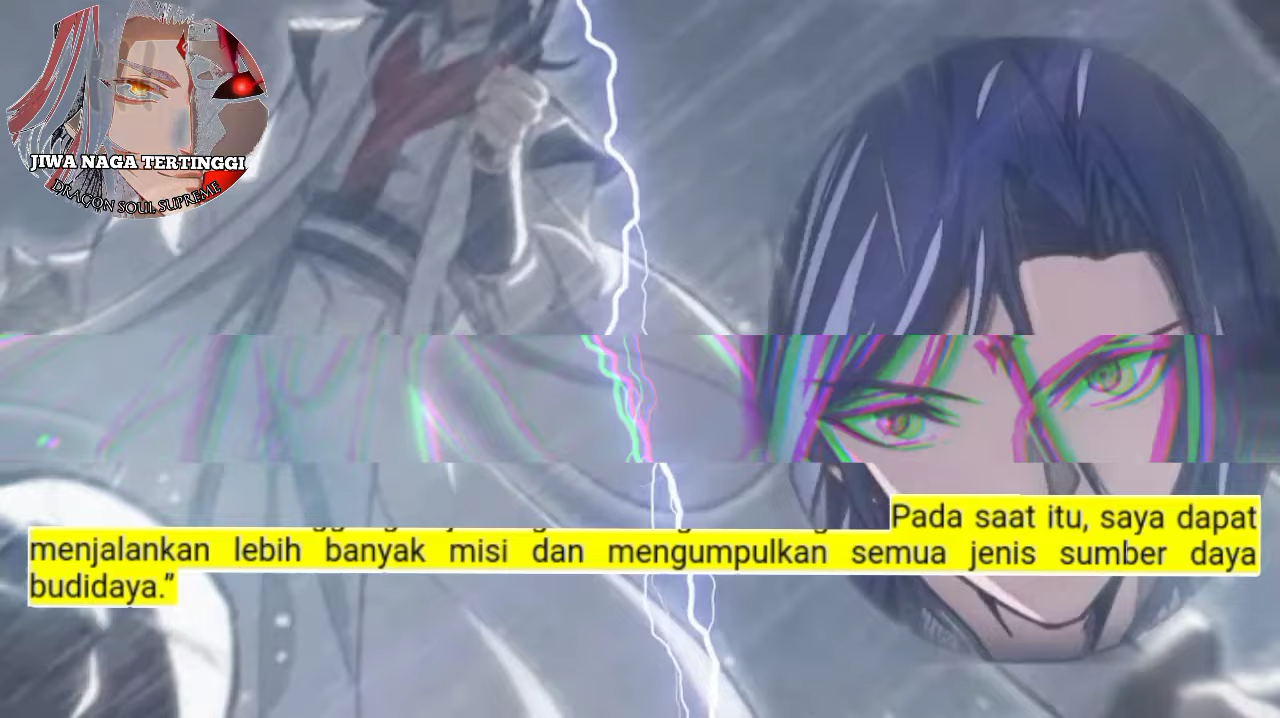 JIWA NAGA TERTINGGI
DRAGON SOUL SUPREME
Pada saat itu, saya dapat
menjalankan lebih banyak misi dan mengumpulkan semua jenis sumber daya
budidaya.”